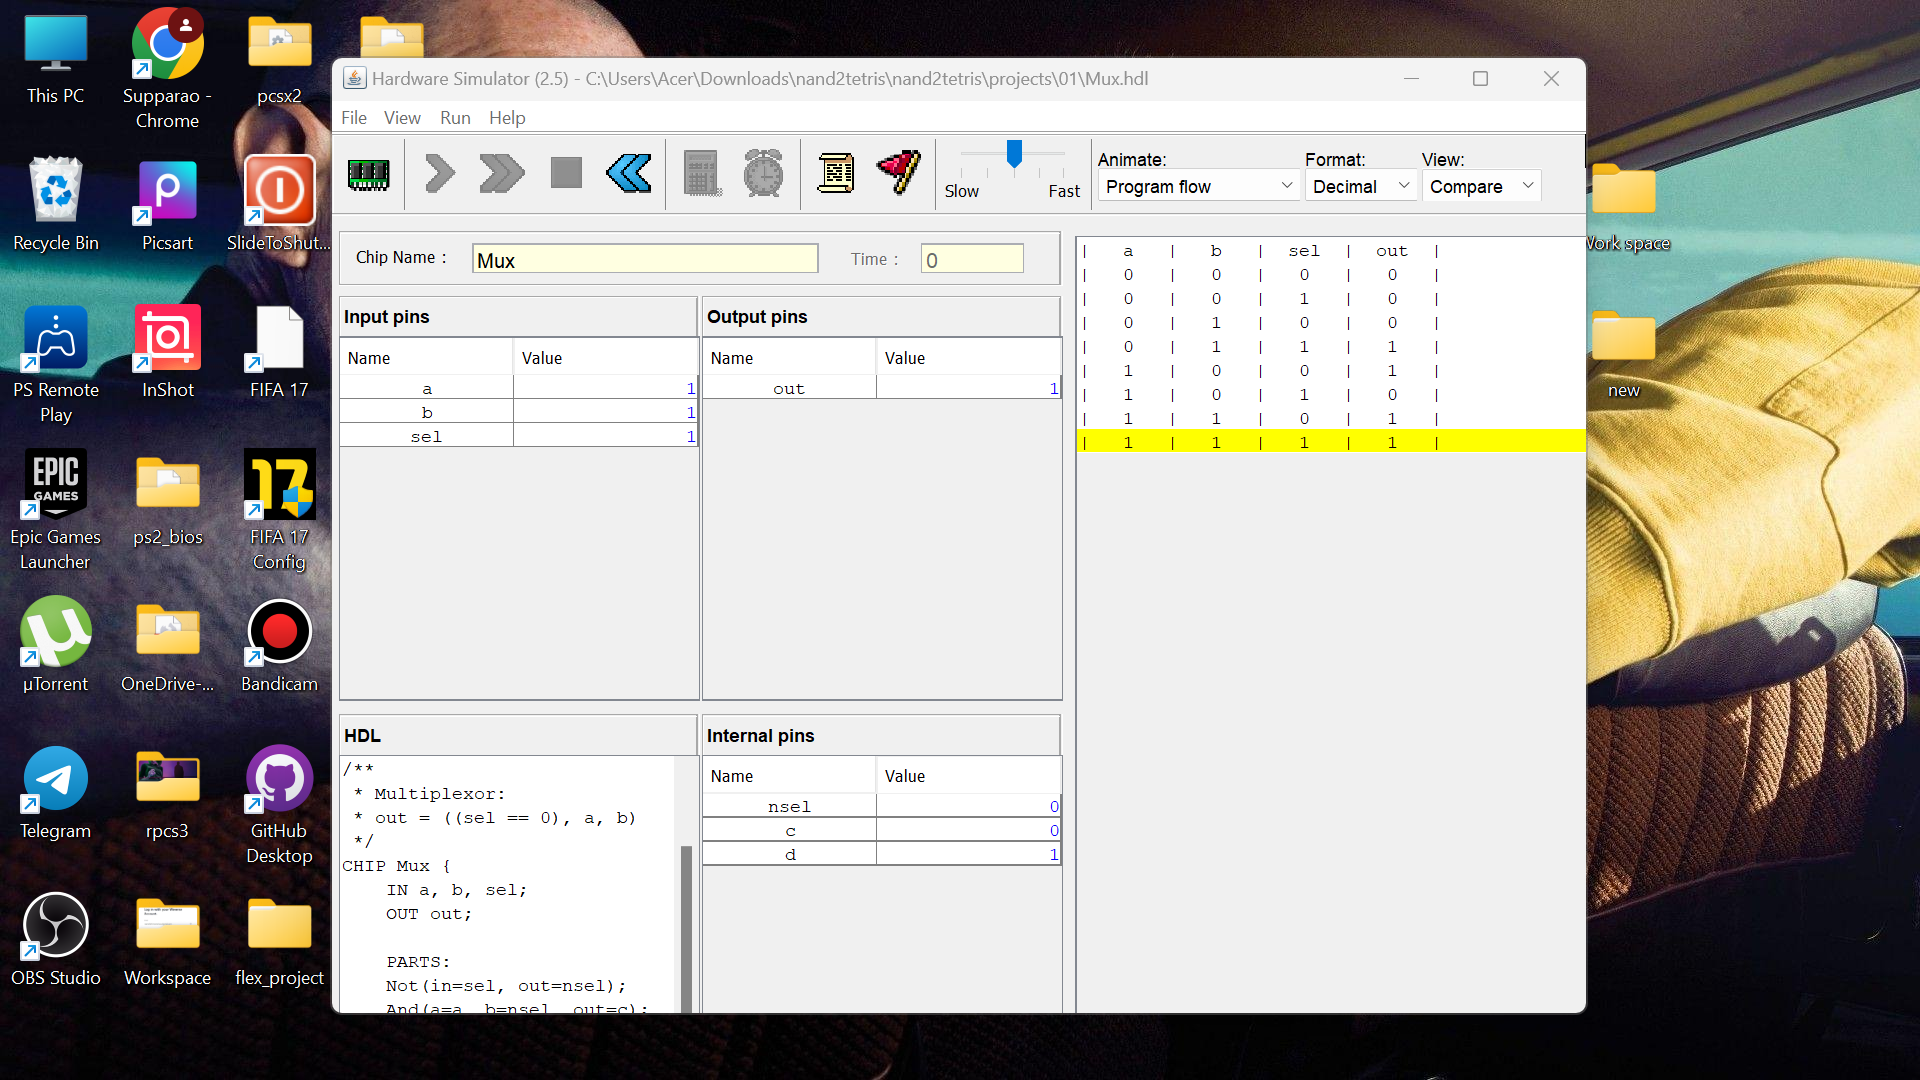 This PC
Supparao - Chrome
pcsx2
Recycle Bin
Picsart
SlideToShut...
PS Remote Play
InShot
FIFA 17
EPIC GAMES
Epic Games Launcher
ps2_bios
17
FIFA 17 Config
µTorrent
OneDrive-...
Bandicam
Telegram
rpcs3
GitHub Desktop
OBS Studio
Workspace
flex_project
Hardware Simulator (2.5) - C:\Users\Acer\Downloads\nand2tetris\nand2tetris\projects\01\Mux.hdl
File View Run Help
Slow Fast
Animate: Format: View:
Program flow Decimal Compare
Chip Name : Mux Time : 0
Input pins
Name Value
a 1
b 1
sel 1
Output pins
Name Value
out 1
HDL
/**
* Multiplexor:
* out = ((sel == 0), a, b)
*/
CHIP Mux {
IN a, b, sel;
OUT out;
PARTS:
Not(in=sel, out=nsel);
And(a=a, b=nsel, out=c);
Internal pins
Name Value
nsel 0
c 0
d 1
| a | b | sel | out |
| 0 | 0 | 0 | 0 |
| 0 | 0 | 1 | 0 |
| 0 | 1 | 0 | 0 |
| 0 | 1 | 1 | 1 |
| 1 | 0 | 0 | 1 |
| 1 | 0 | 1 | 0 |
| 1 | 1 | 0 | 1 |
| 1 | 1 | 1 | 1 |
Work space
new